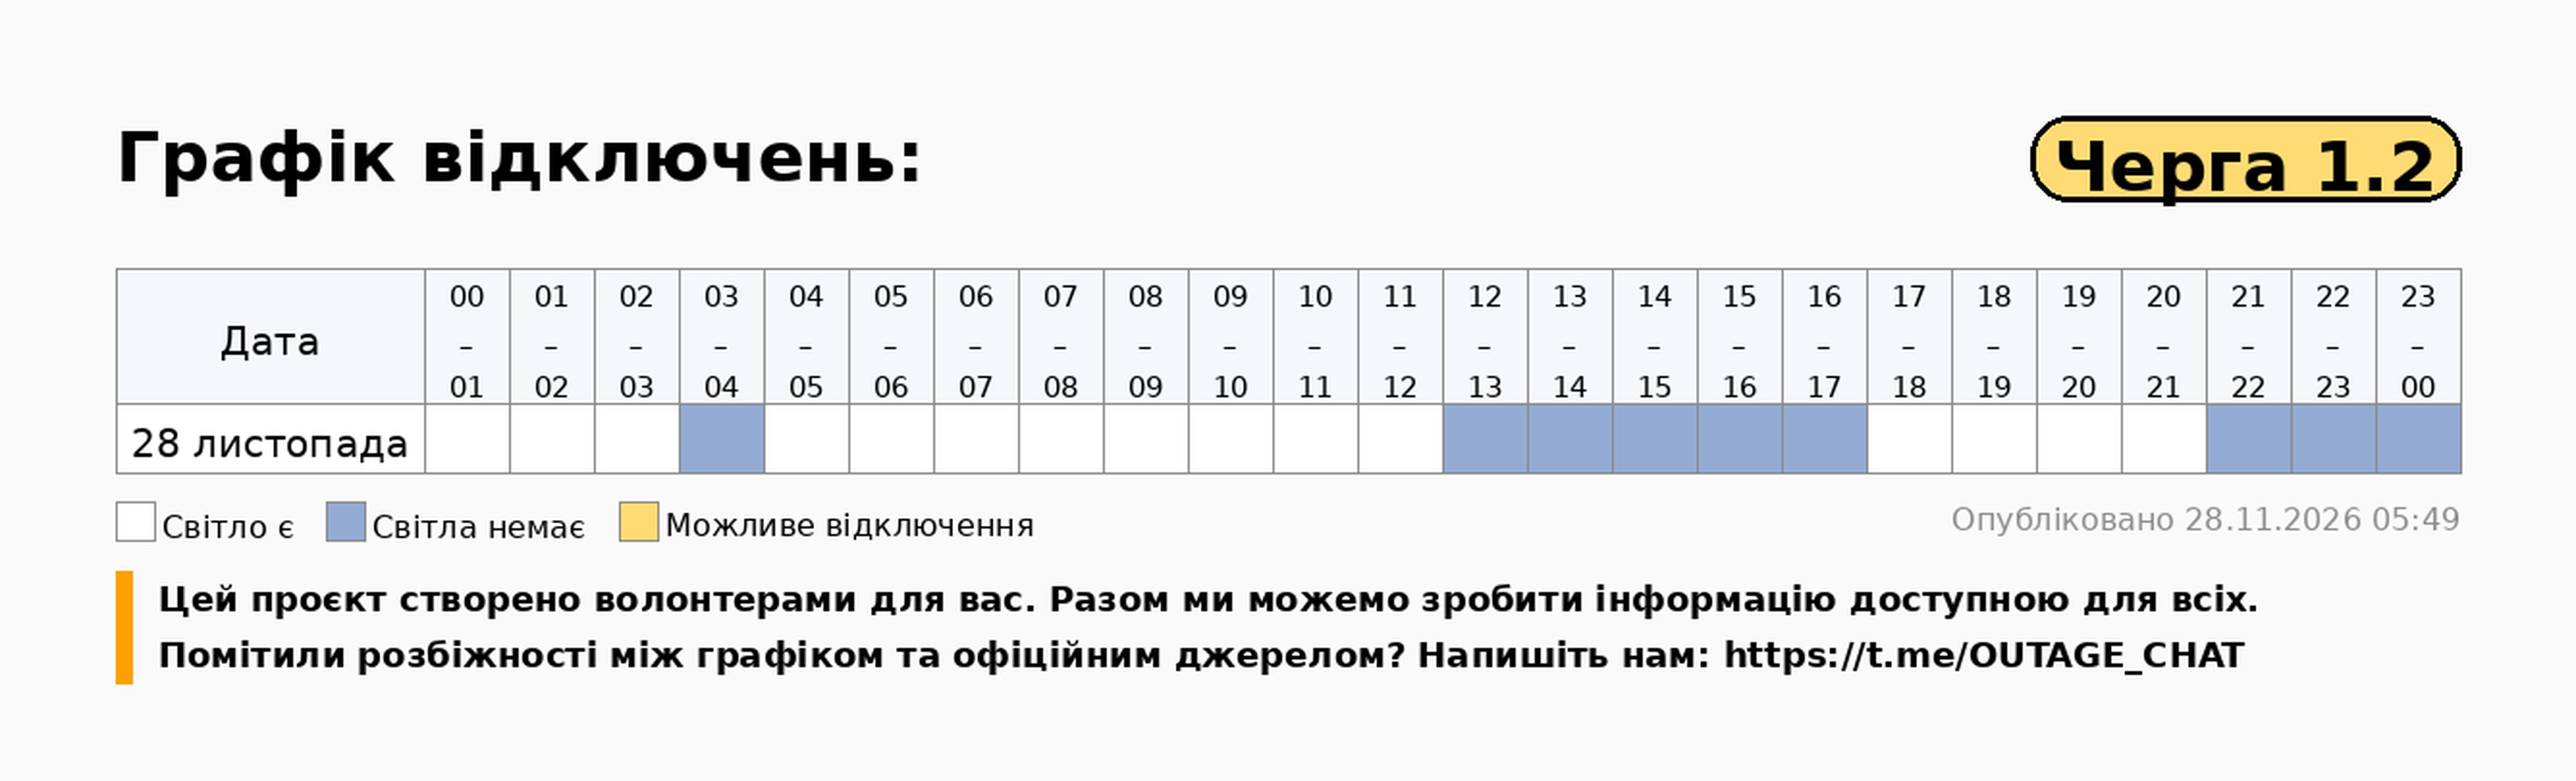 Графік відключень:
Черга 1.2
Дата
00 – 01
01 – 02
02 – 03
03 – 04
04 – 05
05 – 06
06 – 07
07 – 08
08 – 09
09 – 10
10 – 11
11 – 12
12 – 13
13 – 14
14 – 15
15 – 16
16 – 17
17 – 18
18 – 19
19 – 20
20 – 21
21 – 22
22 – 23
23 – 00
28 листопада
Світло є
Світла немає
Можливе відключення
Опубліковано 28.11.2026 05:49
Цей проєкт створено волонтерами для вас. Разом ми можемо зробити інформацію доступною для всіх.
Помітили розбіжності між графіком та офіційним джерелом? Напишіть нам: https://t.me/OUTAGE_CHAT